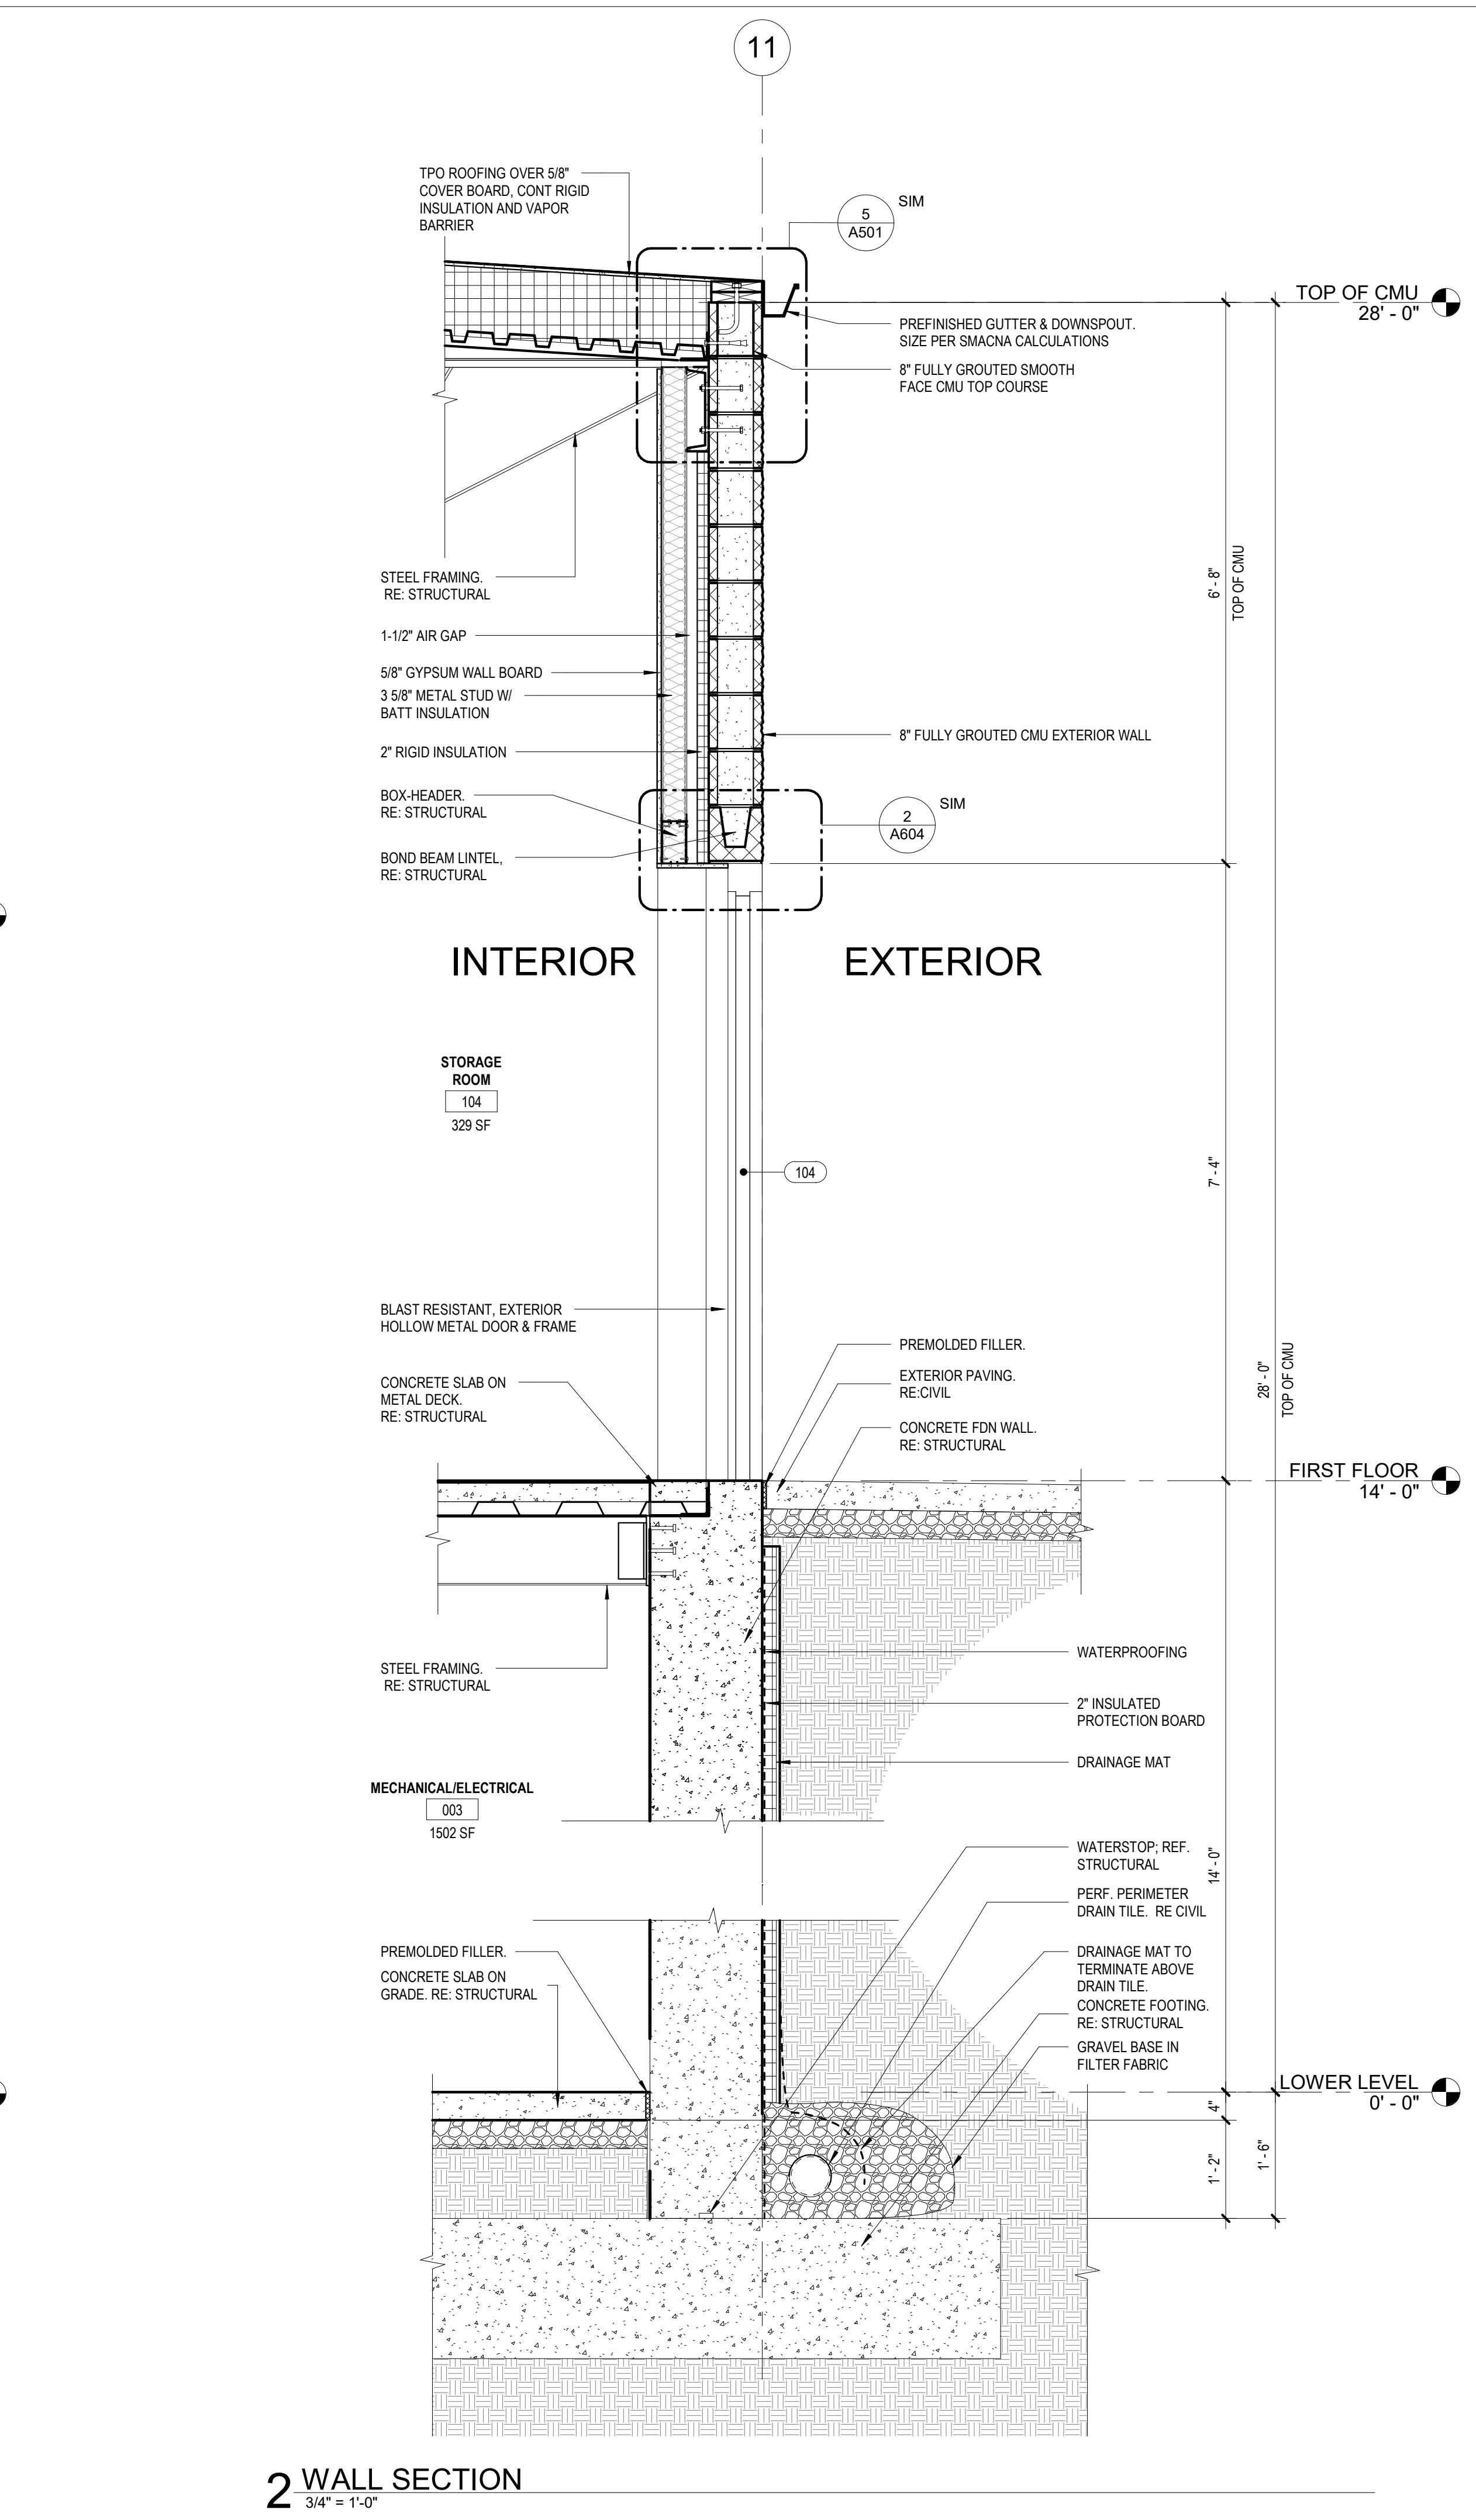 11
TPO ROOFING OVER 5/8"
COVER BOARD, CONT RIGID
INSULATION AND VAPOR
BARRIER
5
A501
SIM
TOP OF CMU
28' - 0"
PREFINISHED GUTTER & DOWNSPOUT.
SIZE PER SMACNA CALCULATIONS
8" FULLY GROUTED SMOOTH
FACE CMU TOP COURSE
STEEL FRAMING.
RE: STRUCTURAL
6' - 8"
TOP OF CMU
1-1/2" AIR GAP
5/8" GYPSUM WALL BOARD
3 5/8" METAL STUD W/
BATT INSULATION
8" FULLY GROUTED CMU EXTERIOR WALL
2" RIGID INSULATION
BOX-HEADER.
RE: STRUCTURAL
2
A604
SIM
BOND BEAM LINTEL,
RE: STRUCTURAL
INTERIOR
EXTERIOR
STORAGE
ROOM
104
329 SF
104
7' - 4"
BLAST RESISTANT, EXTERIOR
HOLLOW METAL DOOR & FRAME
PREMOLDED FILLER.
EXTERIOR PAVING.
RE:CIVIL
28' - 0"
TOP OF CMU
CONCRETE SLAB ON
METAL DECK.
RE: STRUCTURAL
CONCRETE FDN WALL.
RE: STRUCTURAL
FIRST FLOOR
14' - 0"
STEEL FRAMING.
RE: STRUCTURAL
WATERPROOFING
2" INSULATED
PROTECTION BOARD
DRAINAGE MAT
MECHANICAL/ELECTRICAL
003
1502 SF
WATERSTOP; REF.
STRUCTURAL
14' - 0"
PERF. PERIMETER
DRAIN TILE. RE CIVIL
PREMOLDED FILLER.
CONCRETE SLAB ON
GRADE. RE: STRUCTURAL
DRAINAGE MAT TO
TERMINATE ABOVE
DRAIN TILE.
CONCRETE FOOTING.
RE: STRUCTURAL
GRAVEL BASE IN
FILTER FABRIC
LOWER LEVEL
0' - 0"
4"
1' - 2"
1' - 6"
2
WALL SECTION
3/4" = 1'-0"